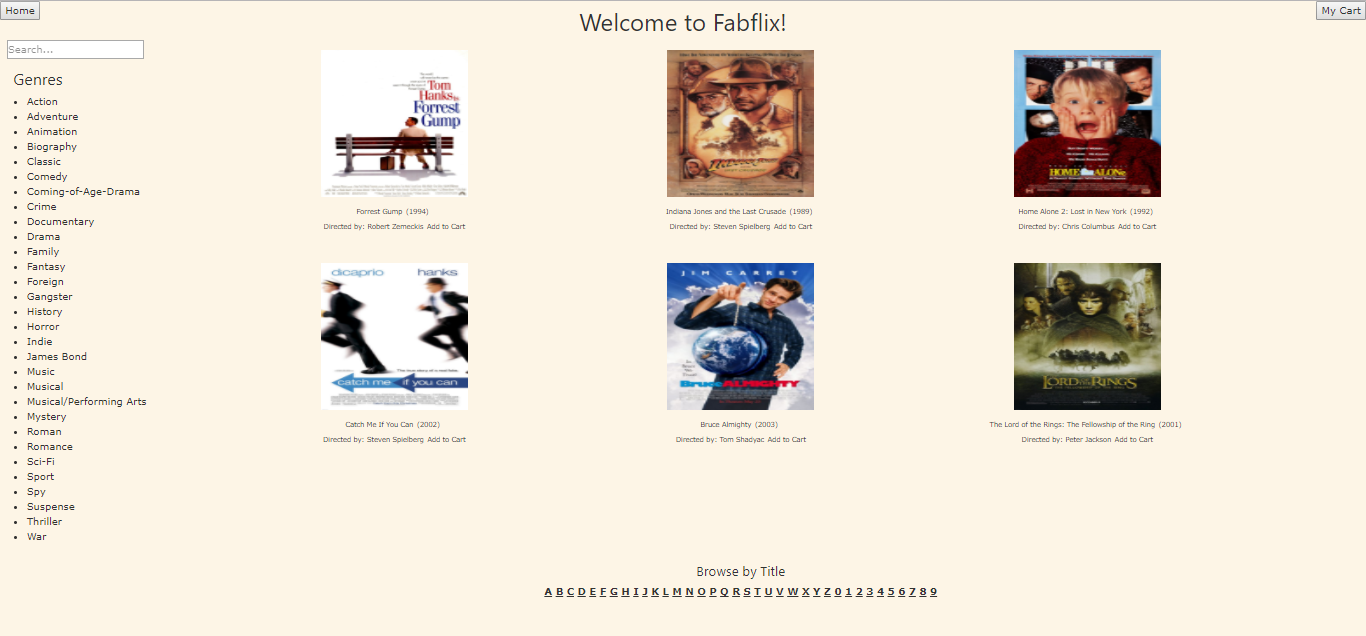 Home
My Cart
Welcome to Fabflix!
Search...
Genres
Action
Adventure
Animation
Biography
Classic
Comedy
Coming-of-Age-Drama
Crime
Documentary
Drama
Family
Fantasy
Foreign
Gangster
History
Horror
Indie
James Bond
Music
Musical
Musical/Performing Arts
Mystery
Roman
Romance
Sci-Fi
Sport
Spy
Suspense
Thriller
War
Tom
Hanks is
Forrest
Gump
Forrest Gump (1994)
Directed by: Robert Zemeckis Add to Cart
Indiana Jones and the Last Crusade (1989)
Directed by: Steven Spielberg Add to Cart
HOME ALONE
Home Alone 2: Lost in New York (1992)
Directed by: Chris Columbus Add to Cart
dicaprio hanks
The true story of a real fake.
catch me if you can
Catch Me If You Can (2002)
Directed by: Steven Spielberg Add to Cart
JIM CARREY
Bruce ALMIGHTY
Bruce Almighty (2003)
Directed by: Tom Shadyac Add to Cart
LORD OF THE RINGS
The Lord of the Rings: The Fellowship of the Ring (2001)
Directed by: Peter Jackson Add to Cart
Browse by Title
A B C D E F G H I J K L M N O P Q R S T U V W X Y Z 0 1 2 3 4 5 6 7 8 9